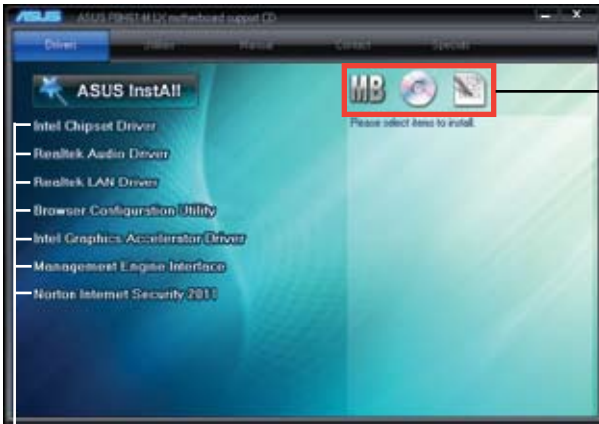 ASUS ASUS P8H61-M LX motherboard support CD
Drivers Utilities Manual Contact Specials
ASUS InstAll
MB
Please select items to install.
Intel Chipset Driver
Realtek Audio Driver
Realtek LAN Driver
Browser Configuration Utility
Intel Graphics Accelerator Driver
Management Engine Interface
Norton Internet Security 2011